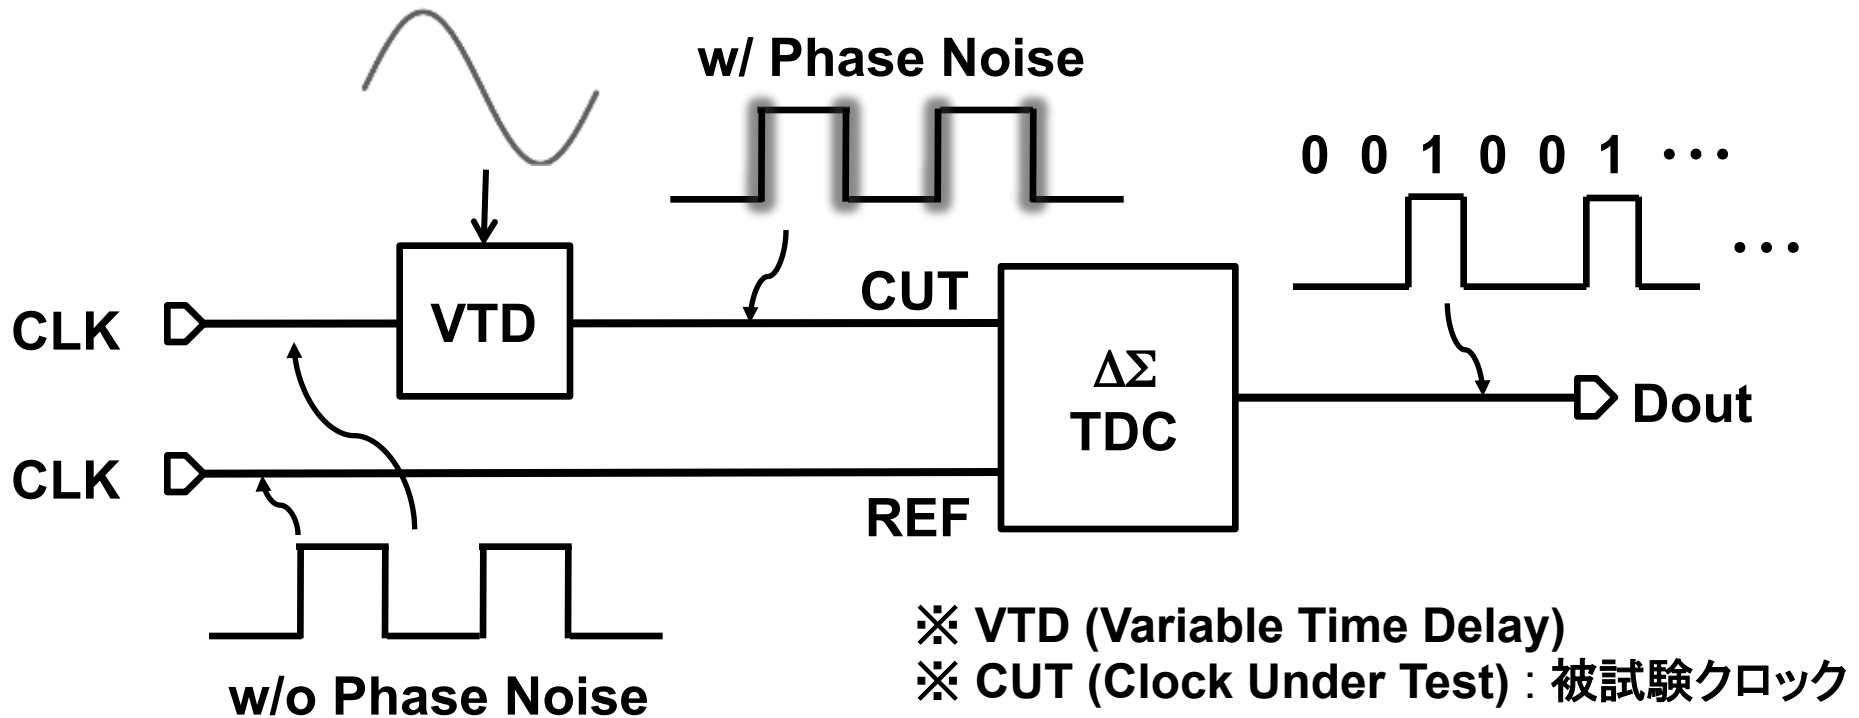 w/ Phase Noise
0 0 1 0 0 1 ・・・
・・・
CUT
CLK
VTD
ΔΣ
TDC
Dout
CLK
REF
w/o Phase Noise
※ VTD (Variable Time Delay)
※ CUT (Clock Under Test) : 被試験クロック